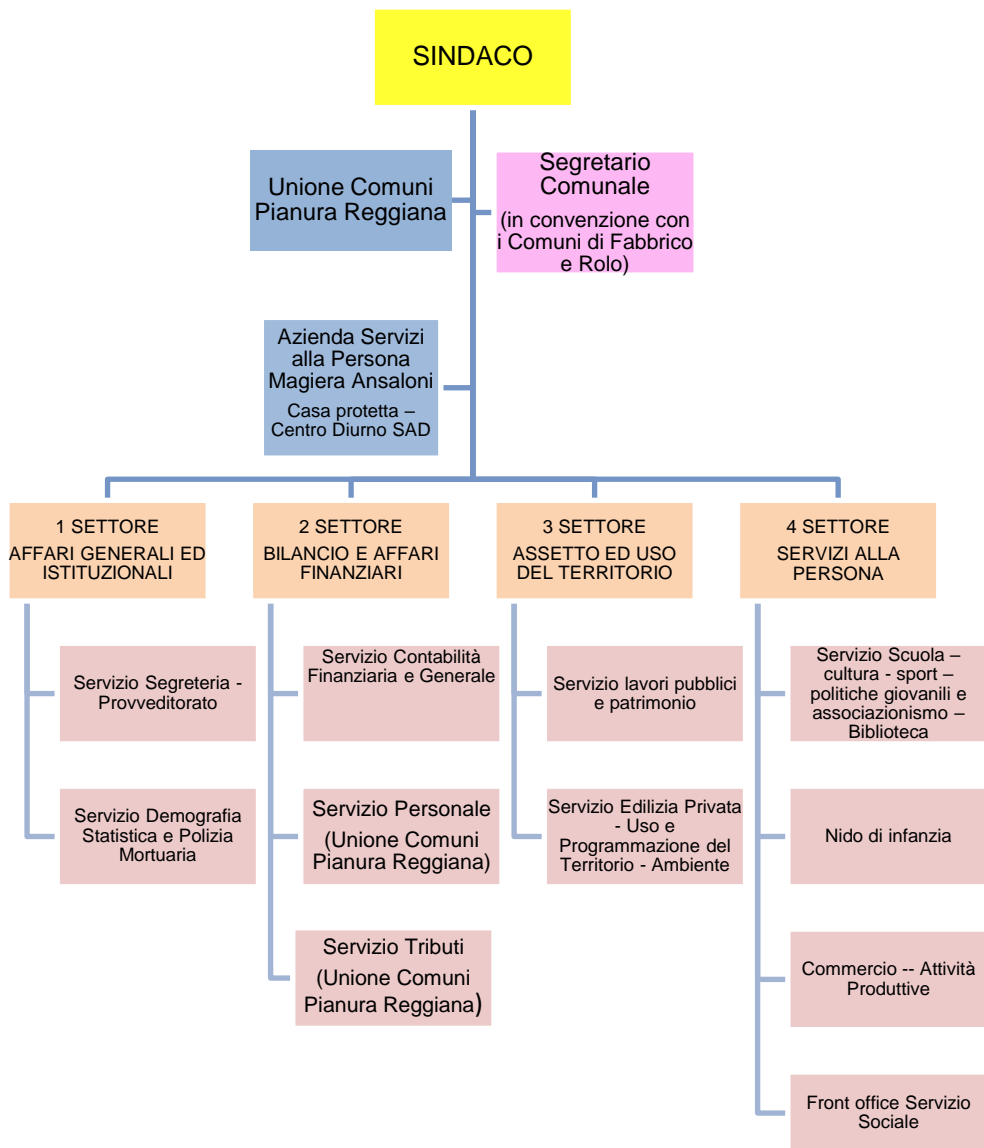 SINDACO
Unione Comuni
Pianura Reggiana
Segretario
Comunale
(in convenzione con
i Comuni di Fabbrico
e Rolo)
Azienda Servizi
alla Persona
Magiera Ansaloni
Casa protetta –
Centro Diurno SAD
1 SETTORE
AFFARI GENERALI ED
ISTITUZIONALI
2 SETTORE
BILANCIO E AFFARI
FINANZIARI
3 SETTORE
ASSETTO ED USO
DEL TERRITORIO
4 SETTORE
SERVIZI ALLA
PERSONA
Servizio Segreteria -
Provveditorato
Servizio Demografia
Statistica e Polizia
Mortuaria
Servizio Contabilità
Finanziaria e Generale
Servizio Personale
(Unione Comuni
Pianura Reggiana)
Servizio Tributi
(Unione Comuni
Pianura Reggiana)
Servizio lavori pubblici
e patrimonio
Servizio Edilizia Privata
- Uso e
Programmazione del
Territorio - Ambiente
Servizio Scuola –
cultura - sport –
politiche giovanili e
associazionismo –
Biblioteca
Nido di infanzia
Commercio -- Attività
Produttive
Front office Servizio
Sociale